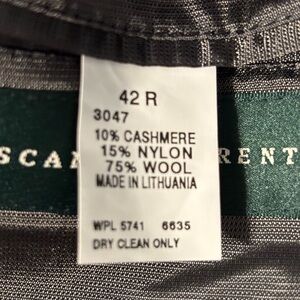 42 R
3047
10% CASHMERE
15% NYLON
75% WOOL
MADE IN LITHUANIA
WPL 5741 6635
DRY CLEAN ONLY